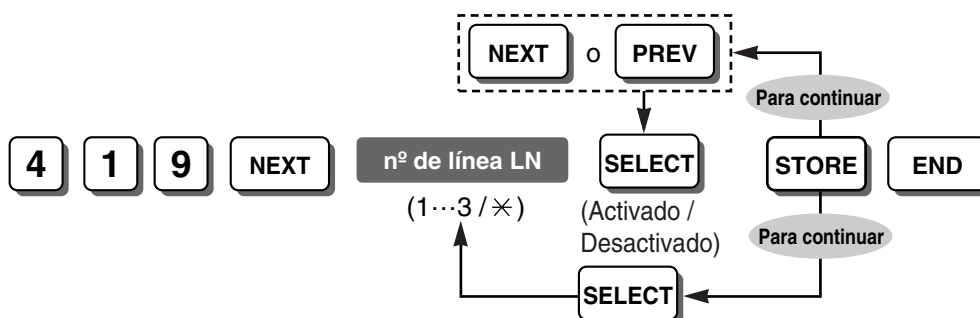 NEXT o PREV
Para continuar
4 1 9 NEXT nº de línea LN SELECT STORE END
(1···3 / ✳)
(Activado /
Desactivado)
Para continuar
SELECT